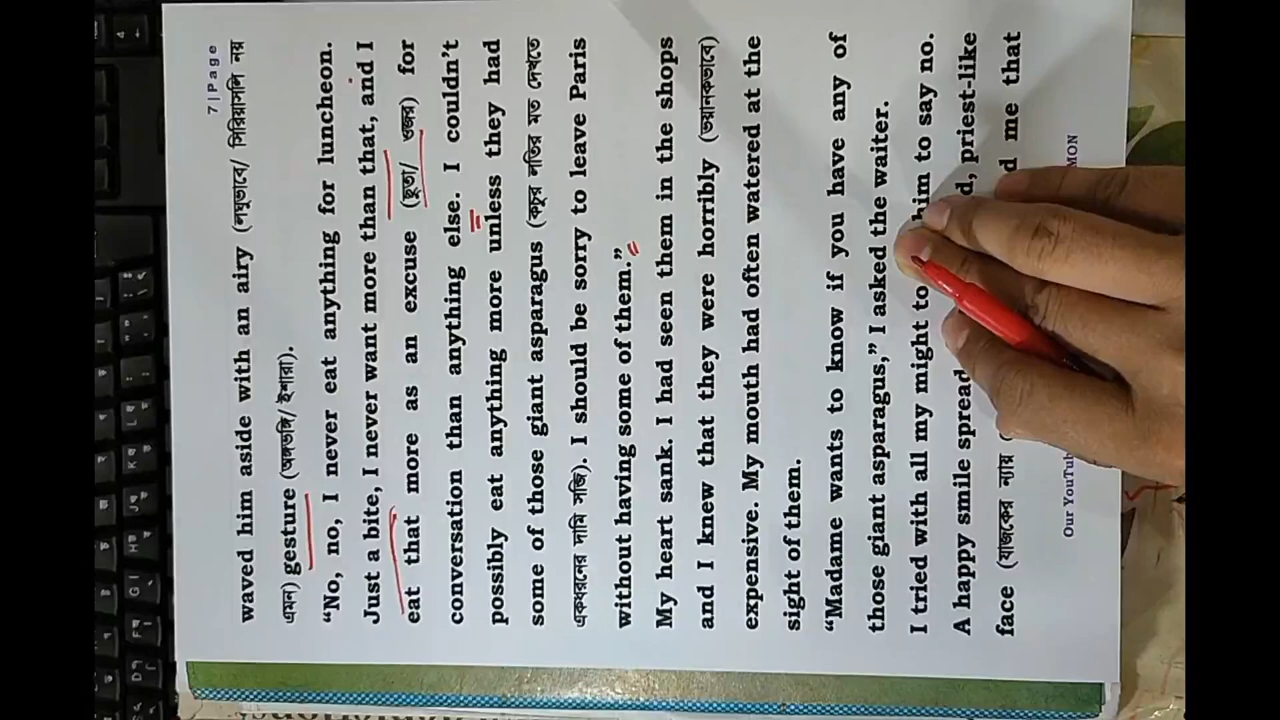 7 | Page
waved him aside with an airy (লঘুভাবে/ সিরিয়াসলি নয়
এমন) gesture (অঙ্গভঙ্গি/ ইশারা).
“No, no, I never eat anything for luncheon.
Just a bite, I never want more than that, and I
eat that more as an excuse (ছুতা/ ওজর) for
conversation than anything else. I couldn't
possibly eat anything more unless they had
some of those giant asparagus (কচুর লতির মত দেখতে
একধরনের দামি সব্জি). I should be sorry to leave Paris
without having some of them.”
My heart sank. I had seen them in the shops
and I knew that they were horribly (ভয়ানকভাবে)
expensive. My mouth had often watered at the
sight of them.
“Madame wants to know if you have any of
those giant asparagus,” I asked the waiter.
I tried with all my might to him to say no.
A happy smile spread d, priest-like
face (যাজকের ন্যায় d me that
Our YouTub MON